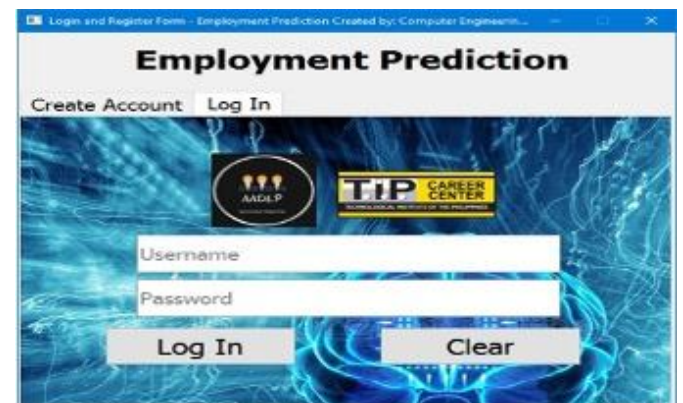 Login and Register Form - Employment Prediction Created by: Computer Engineerin...
Employment Prediction
Create Account Log In
AADLP
T.I.P CAREER CENTER
TECHNOLOGICAL INSTITUTE OF THE PHILIPPINES
Username
Password
Log In Clear